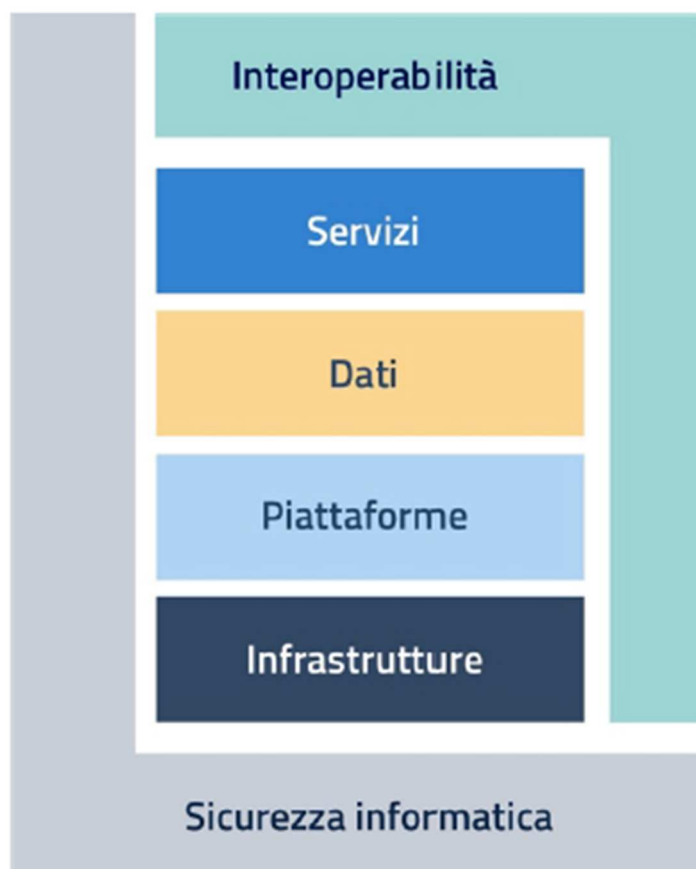 Interoperabilità
Servizi
Dati
Piattaforme
Infrastrutture
Sicurezza informatica